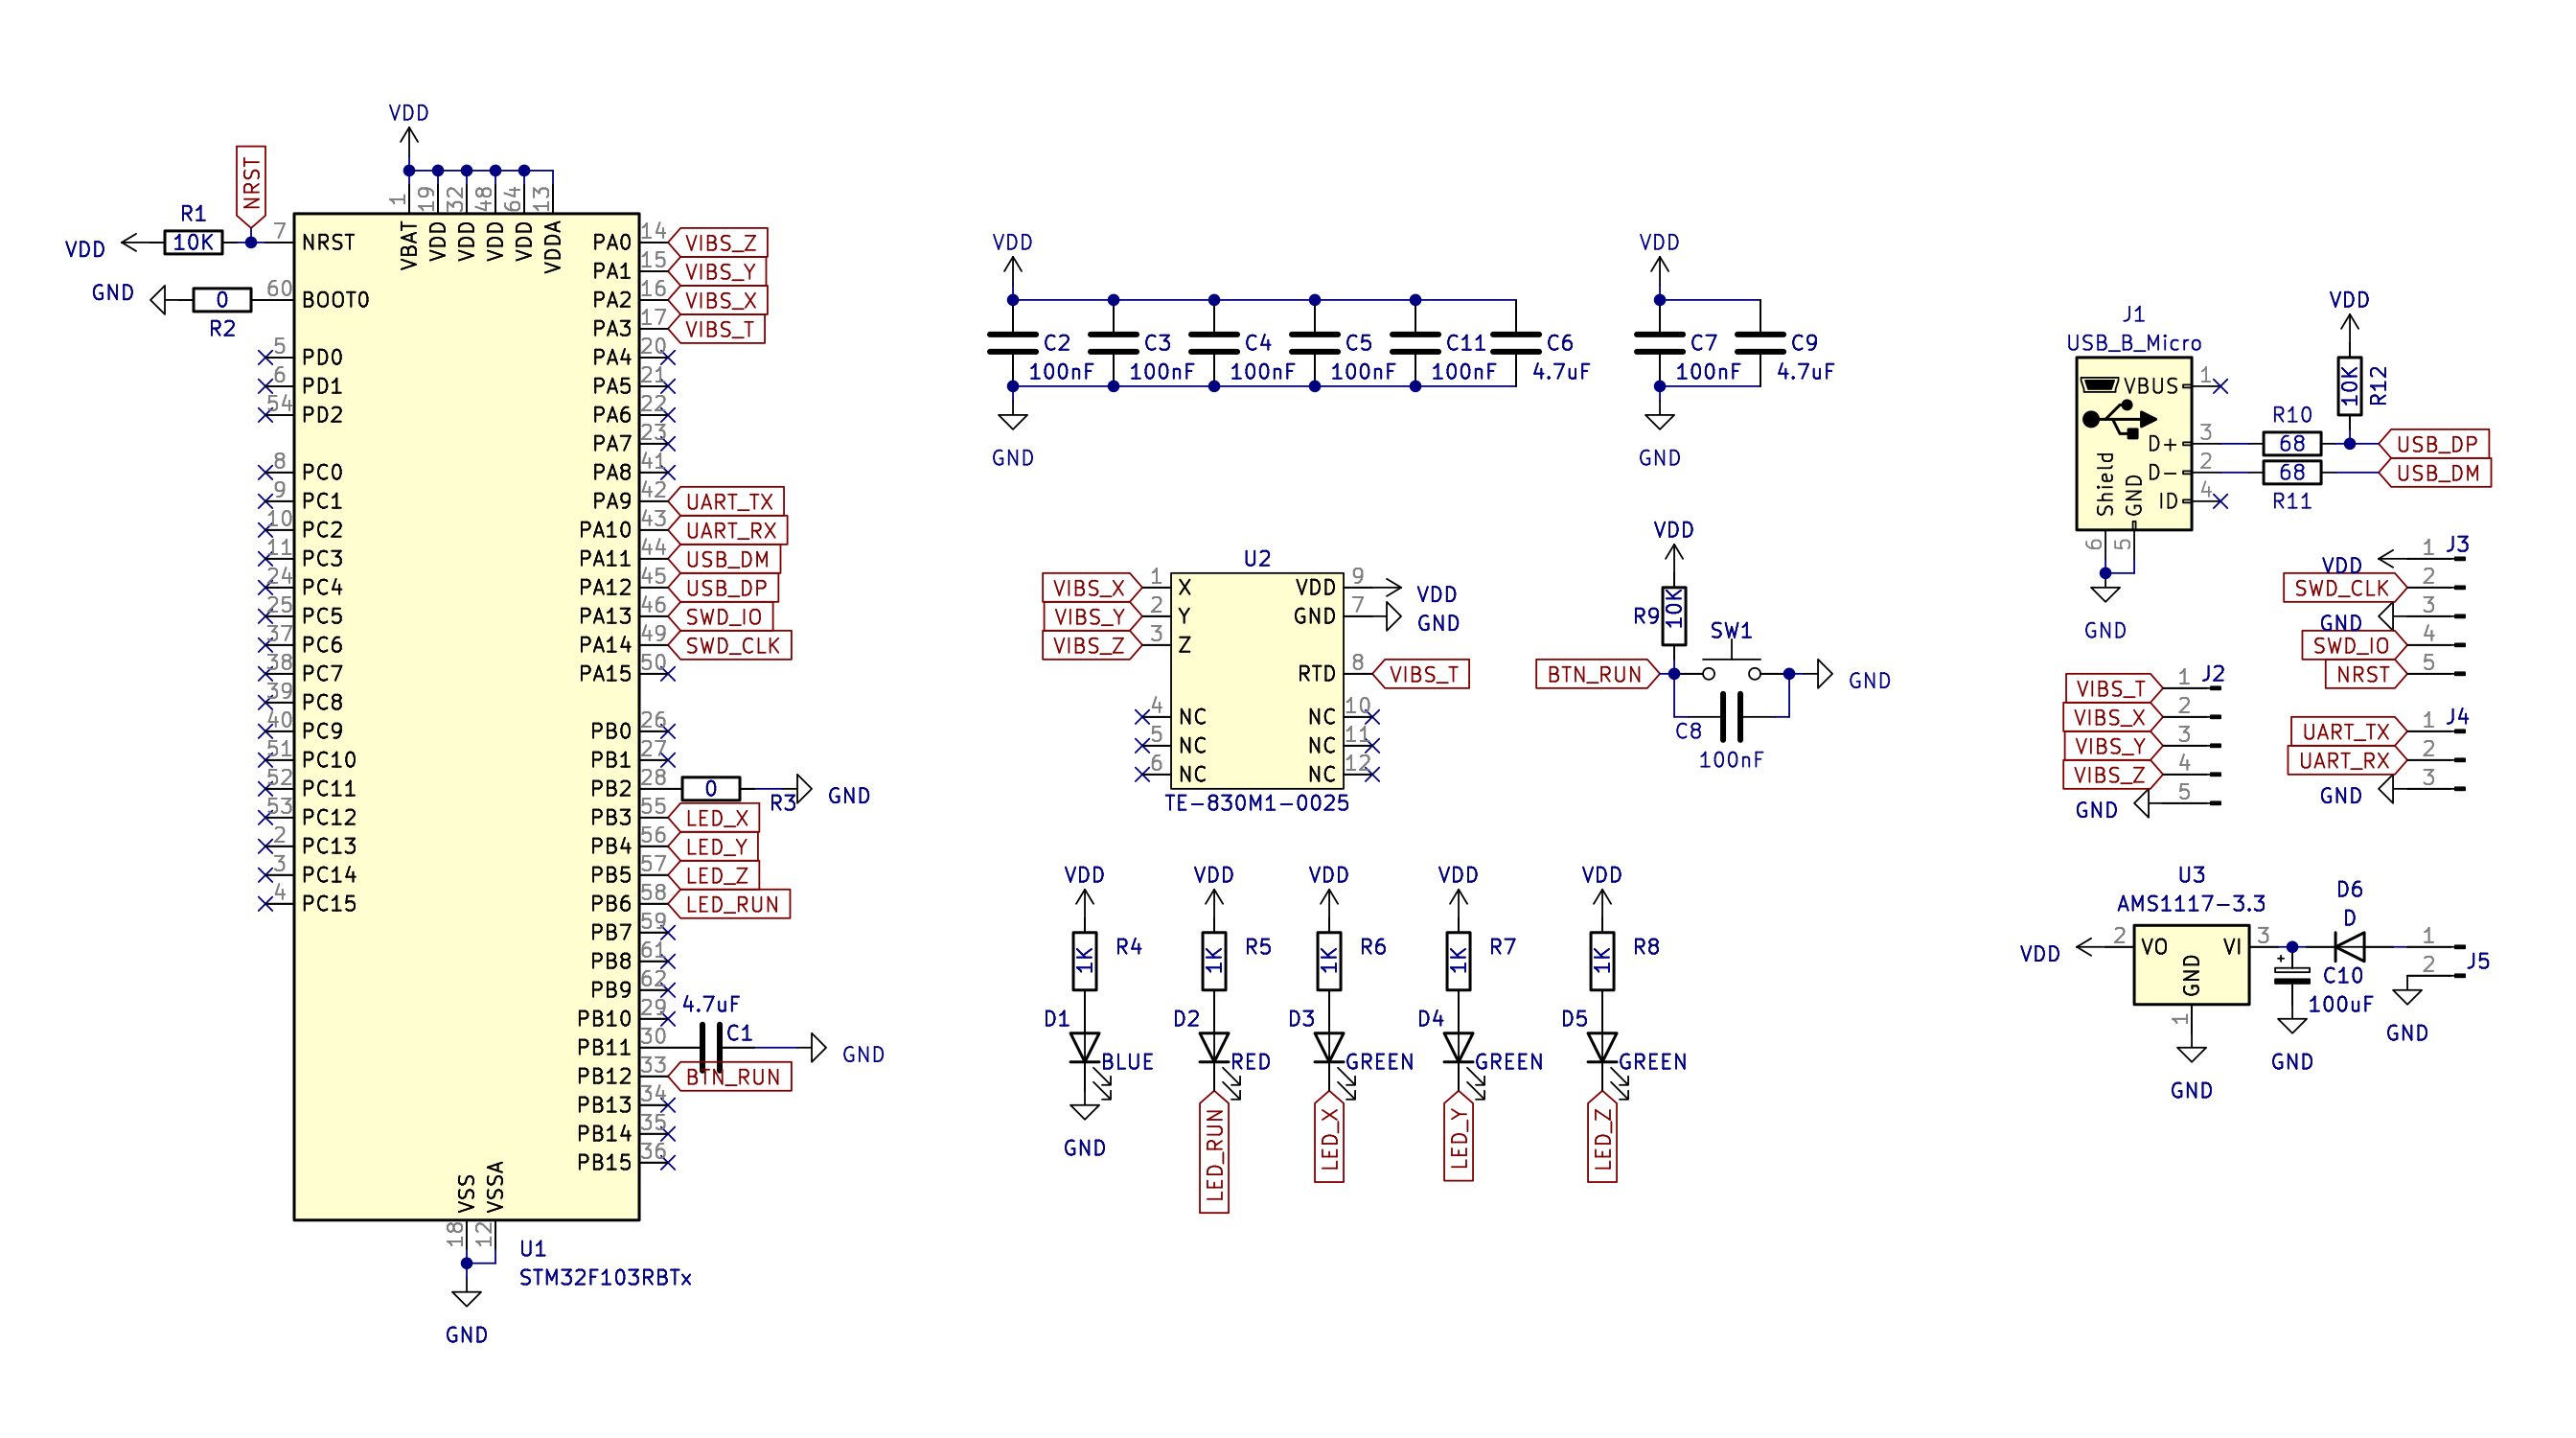 VDD
NRST
1 19 32 48 64 13
VBAT VDD VDD VDD VDD VDDA
R1
VDD 10K 7 NRST
GND 0 60 BOOT0
R2
5 PD0
6 PD1
54 PD2
8 PC0
9 PC1
10 PC2
11 PC3
24 PC4
25 PC5
37 PC6
38 PC7
39 PC8
40 PC9
51 PC10
52 PC11
53 PC12
2 PC13
3 PC14
4 PC15
PA0 14 VIBS_Z
PA1 15 VIBS_Y
PA2 16 VIBS_X
PA3 17 VIBS_T
PA4 20
PA5 21
PA6 22
PA7 23
PA8 41
PA9 42 UART_TX
PA10 43 UART_RX
PA11 44 USB_DM
PA12 45 USB_DP
PA13 46 SWD_IO
PA14 49 SWD_CLK
PA15 50
PB0 26
PB1 27
PB2 28 0 R3 GND
PB3 55 LED_X
PB4 56 LED_Y
PB5 57 LED_Z
PB6 58 LED_RUN
PB7 59
PB8 61
PB9 62
PB10 29
4.7uF
PB11 30 C1 GND
PB12 33 BTN_RUN
PB13 34
PB14 35
PB15 36
VSS VSSA
18 12
U1
STM32F103RBTx
GND
VDD
C2 C3 C4 C5 C11 C6
100nF 100nF 100nF 100nF 100nF 4.7uF
GND
VDD
C7 C9
100nF 4.7uF
GND
U2
VIBS_X 1 X VDD 9 VDD
VIBS_Y 2 Y GND 7 GND
VIBS_Z 3 Z
RTD 8 VIBS_T
4 NC NC 10
5 NC NC 11
6 NC NC 12
TE-830M1-0025
VDD
R9 10K
SW1
BTN_RUN GND
C8
100nF
VDD VDD VDD VDD VDD
1K R4 1K R5 1K R6 1K R7 1K R8
D1 D2 D3 D4 D5
BLUE RED GREEN GREEN GREEN
GND LED_RUN LED_X LED_Y LED_Z
J1
USB_B_Micro
VBUS 1
D+ 3
D- 2
ID 4
Shield GND
6 5
GND
VDD
10K R12
R10
68 USB_DP
68 USB_DM
R11
J3
VDD 1
SWD_CLK 2
GND 3
SWD_IO 4
NRST 5
J2
VIBS_T 1
VIBS_X 2
VIBS_Y 3
VIBS_Z 4
GND 5
J4
UART_TX 1
UART_RX 2
GND 3
U3
AMS1117-3.3
VDD 2 VO VI 3
GND
1
GND
D6
D
+
C10
100uF
GND
1
2
J5
GND